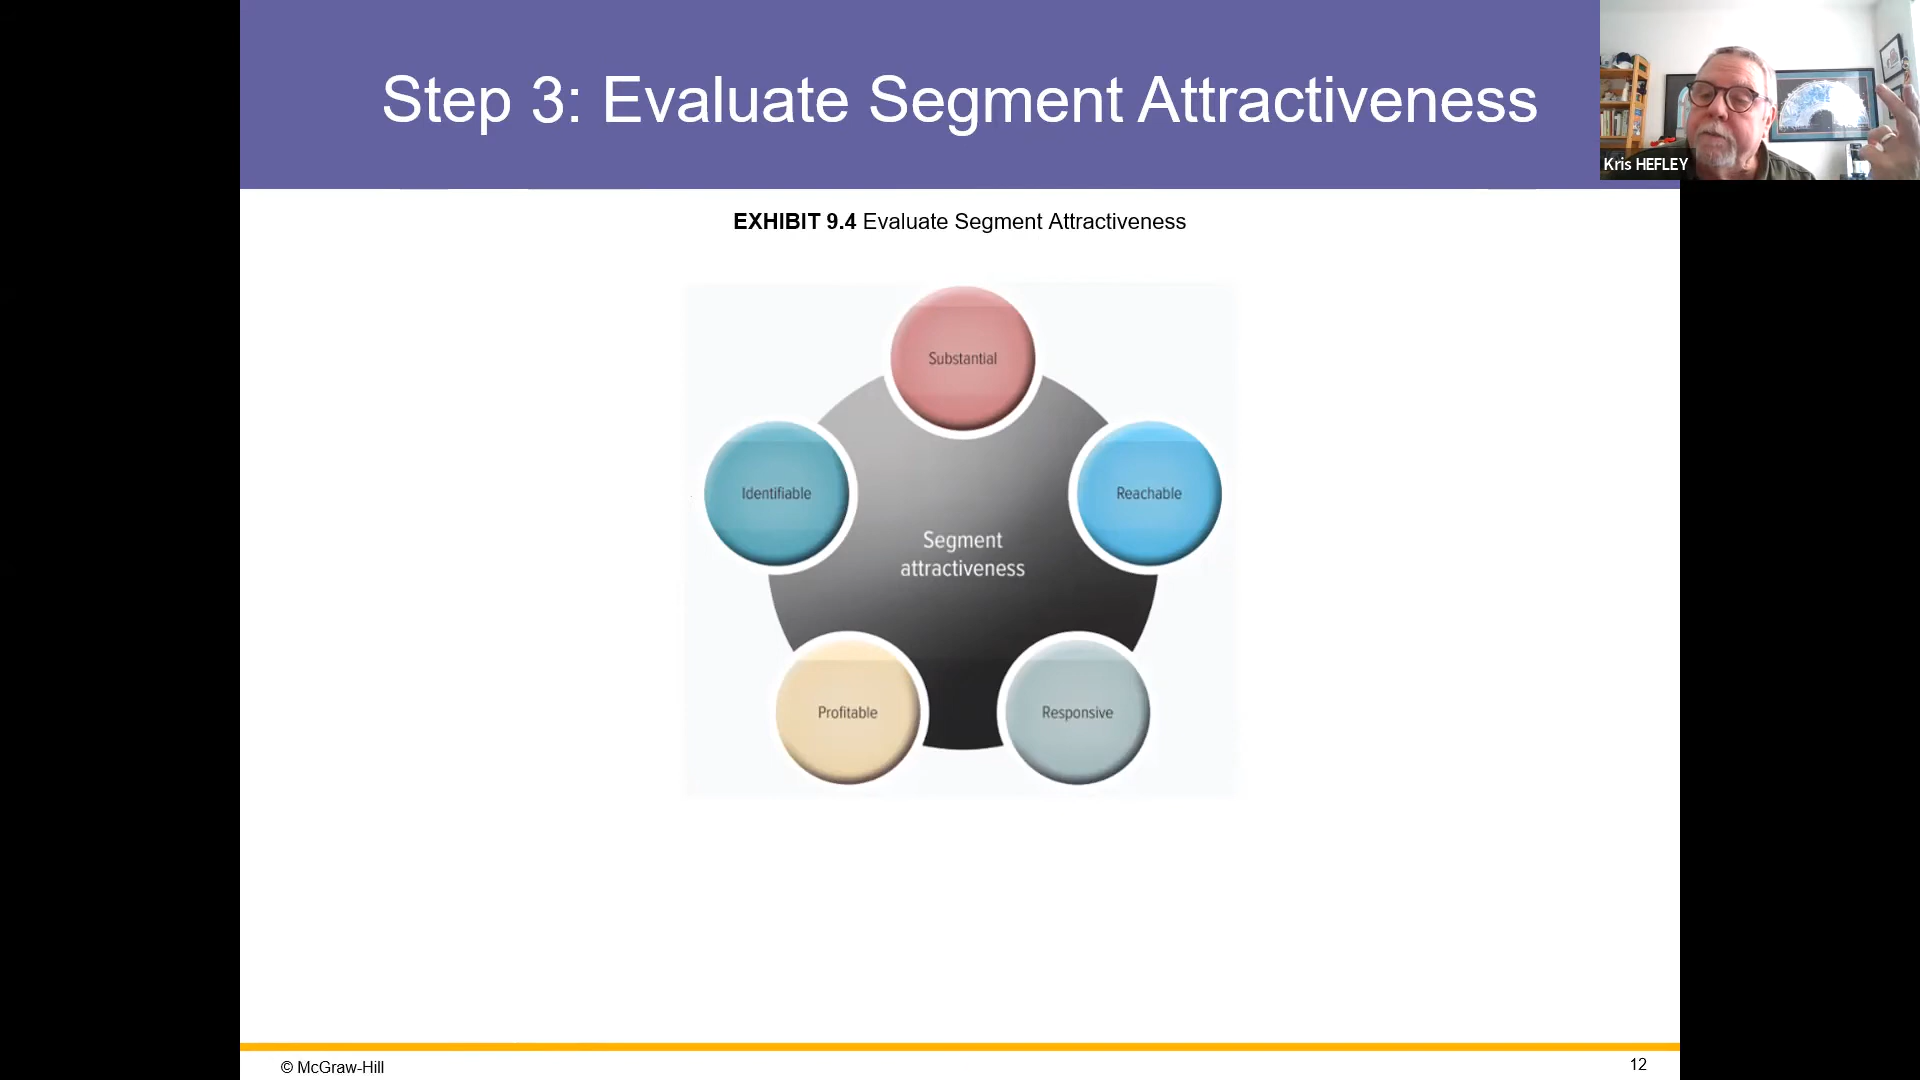 Step 3: Evaluate Segment Attractiveness
Kris HEFLEY
EXHIBIT 9.4 Evaluate Segment Attractiveness
Substantial
Identifiable
Reachable
Segment
attractiveness
Profitable
Responsive
© McGraw-Hill
12